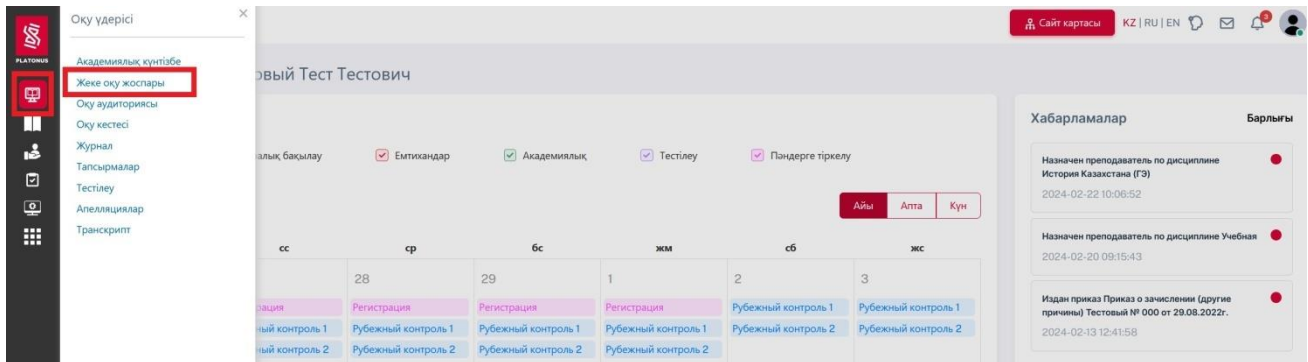 Оқу үдерісі
×
Сайт картасы
KZ | RU | EN
3
PLATONUS
Академиялық күнтізбе
Жеке оқу жоспары
Оқу аудиториясы
Оқу кестесі
Журнал
Тапсырмалар
Тестілеу
Апелляциялар
Транскрипт
Тест Тестович
бақылау
Емтихандар
Академиялық
Тестілеу
Пәндерге тіркелу
Айы Апта Күн
сс ср бс жм сб жс
28 29 1 2 3
Регистрация Регистрация Регистрация Рубежный контроль 1 Рубежный контроль 1
контроль 1 Рубежный контроль 1 Рубежный контроль 1 Рубежный контроль 1 Рубежный контроль 2 Рубежный контроль 2
контроль 2 Рубежный контроль 2 Рубежный контроль 2 Рубежный контроль 2
Хабарламалар Барлығы
Назначен преподаватель по дисциплине
История Казахстана (ГЭ)
2024-02-22 10:06:52
Назначен преподаватель по дисциплине Учебная
2024-02-20 09:15:43
Издан приказ Приказ о зачислении (другие
причины) Тестовый № 000 от 29.08.2022г.
2024-02-13 12:41:58